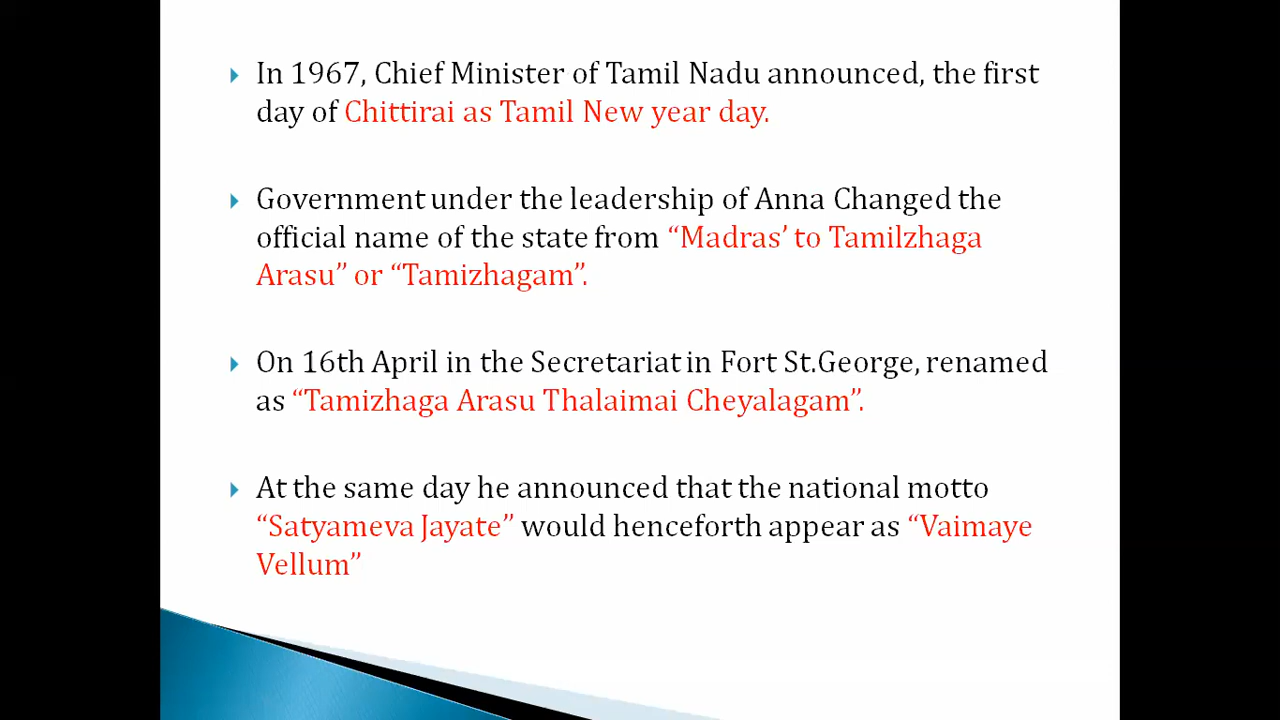 In 1967, Chief Minister of Tamil Nadu announced, the first
day of Chittirai as Tamil New year day.
Government under the leadership of Anna Changed the
official name of the state from “Madras’ to Tamilzhaga
Arasu” or “Tamizhagam”.
On 16th April in the Secretariat in Fort St.George, renamed
as “Tamizhaga Arasu Thalaimai Cheyalagam”.
At the same day he announced that the national motto
“Satyameva Jayate” would henceforth appear as “Vaimaye
Vellum”